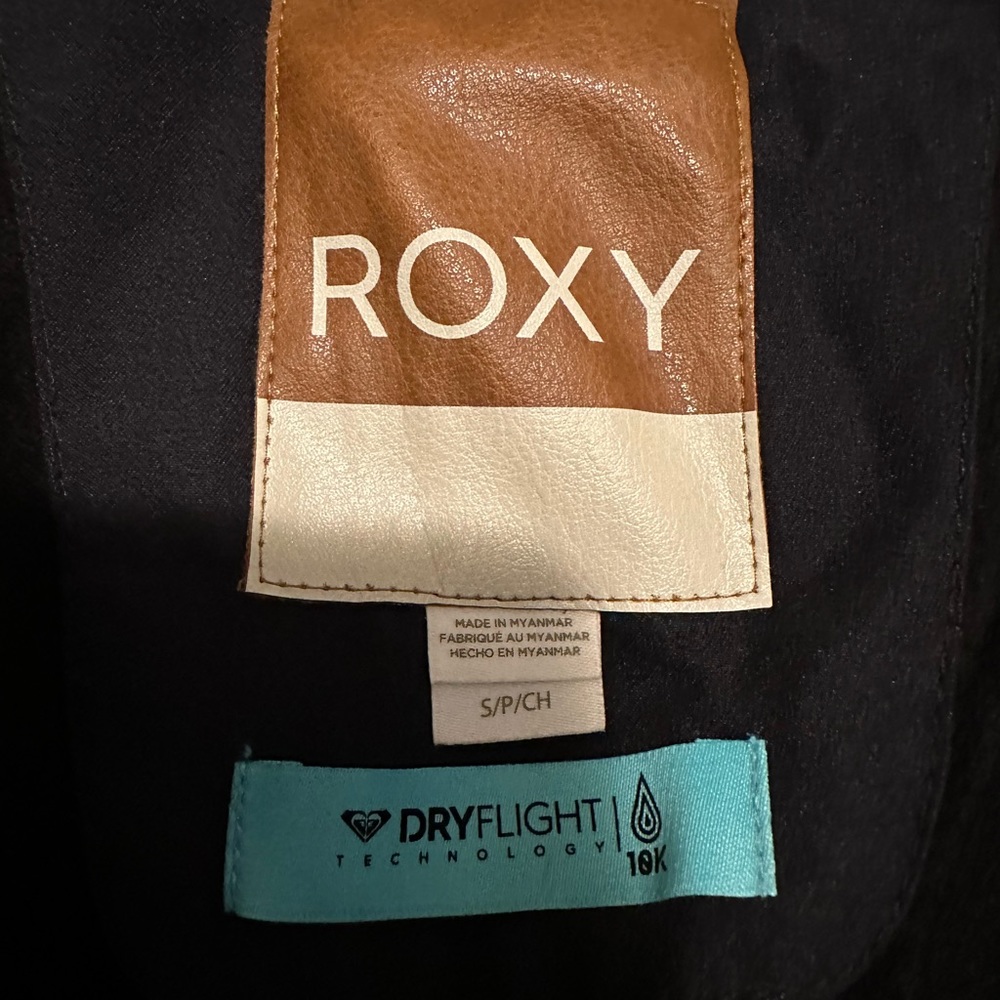 ROXY
MADE IN MYANMAR
FABRIQUÉ AU MYANMAR
HECHO EN MYANMAR
S/P/CH
DRYFLIGHT
TECHNOLOGY
10K